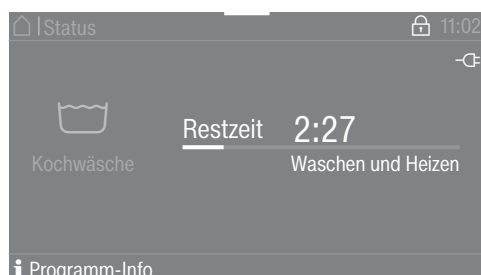 Status 11:02
Restzeit 2:27
Kochwäsche Waschen und Heizen
Programm-Info